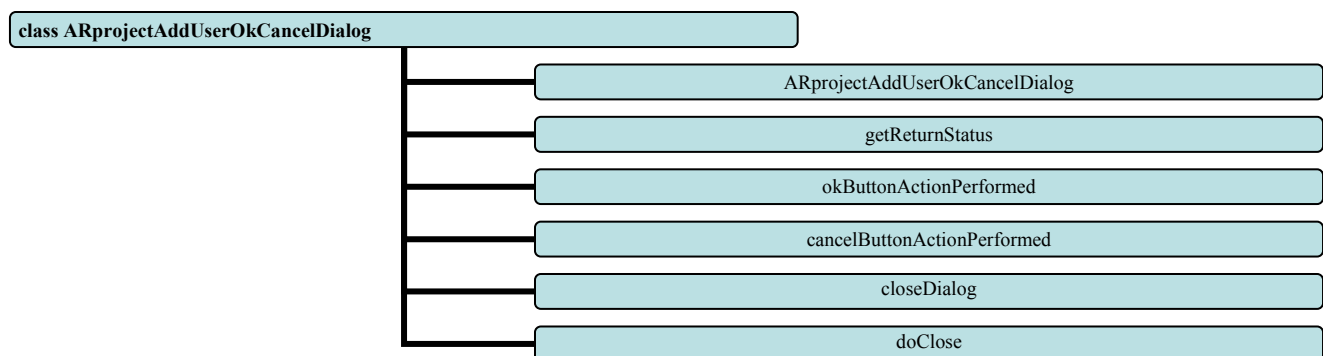 class ARprojectAddUserOkCancelDialog
ARprojectAddUserOkCancelDialog
getReturnStatus
okButtonActionPerformed
cancelButtonActionPerformed
closeDialog
doClose